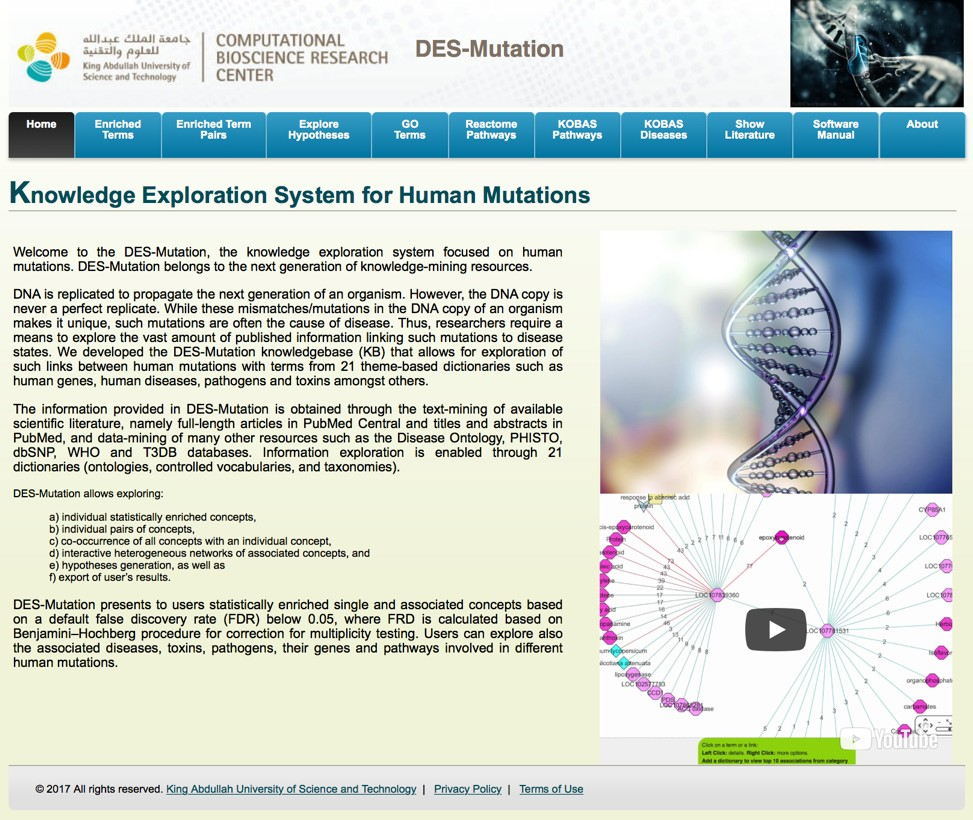 جامعة الملك عبدالله
للعلوم والتقنية
King Abdullah University of
Science and Technology
COMPUTATIONAL
BIOSCIENCE RESEARCH
CENTER
DES-Mutation
Home
Enriched
Terms
Enriched Term
Pairs
Explore
Hypotheses
GO
Terms
Reactome
Pathways
KOBAS
Pathways
KOBAS
Diseases
Show
Literature
Software
Manual
About
Knowledge Exploration System for Human Mutations
Welcome to the DES-Mutation, the knowledge exploration system focused on human
mutations. DES-Mutation belongs to the next generation of knowledge-mining resources.
DNA is replicated to propagate the next generation of an organism. However, the DNA copy is
never a perfect replicate. While these mismatches/mutations in the DNA copy of an organism
makes it unique, such mutations are often the cause of disease. Thus, researchers require a
means to explore the vast amount of published information linking such mutations to disease
states. We developed the DES-Mutation knowledgebase (KB) that allows for exploration of
such links between human mutations with terms from 21 theme-based dictionaries such as
human genes, human diseases, pathogens and toxins amongst others.
The information provided in DES-Mutation is obtained through the text-mining of available
scientific literature, namely full-length articles in PubMed Central and titles and abstracts in
PubMed, and data-mining of many other resources such as the Disease Ontology, PHISTO,
dbSNP, WHO and T3DB databases. Information exploration is enabled through 21
dictionaries (ontologies, controlled vocabularies, and taxonomies).
DES-Mutation allows exploring:
a) individual statistically enriched concepts,
b) individual pairs of concepts,
c) co-occurrence of all concepts with an individual concept,
d) interactive heterogeneous networks of associated concepts, and
e) hypotheses generation, as well as
f) export of user's results.
DES-Mutation presents to users statistically enriched single and associated concepts based
on a default false discovery rate (FDR) below 0.05, where FRD is calculated based on
Benjamini–Hochberg procedure for correction for multiplicity testing. Users can explore also
the associated diseases, toxins, pathogens, their genes and pathways involved in different
human mutations.
response to abscisic acid
protein
CYP85A1
cis-epoxycarotenoid
Protein
LOC107839360
LOC107781531
lipoxygenase
LOC102577783
CCD1
PDS
organophosphat
carbamates
Click on a term or a link:
Left Click: details. Right Click: more options.
Add a dictionary to view top 10 associations from category
YouTube
© 2017 All rights reserved. King Abdullah University of Science and Technology | Privacy Policy | Terms of Use